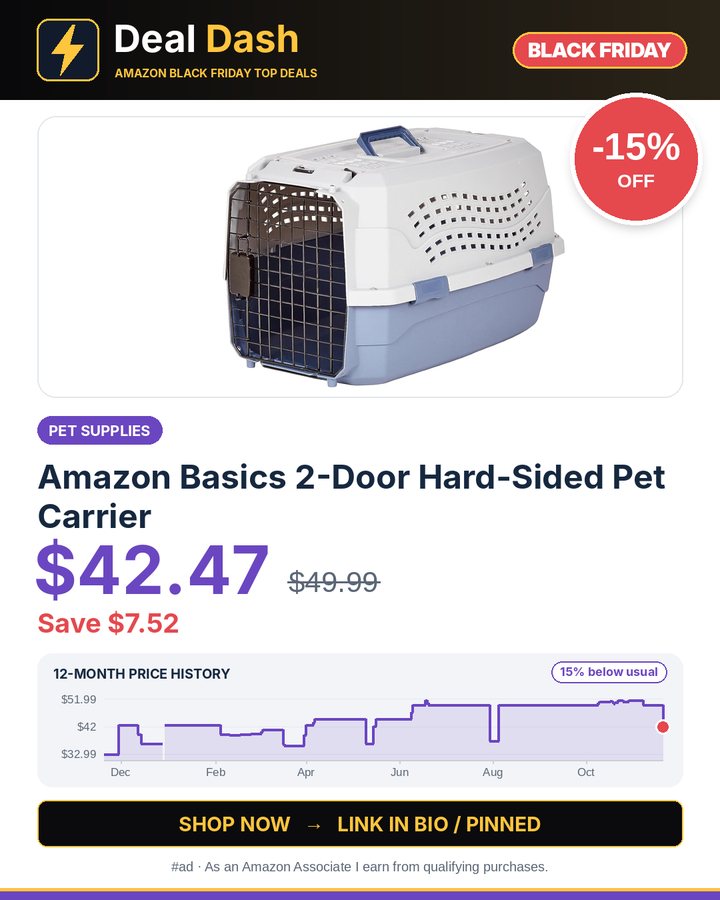 Deal Dash
AMAZON BLACK FRIDAY TOP DEALS
BLACK FRIDAY
-15%
OFF
PET SUPPLIES
Amazon Basics 2-Door Hard-Sided Pet
Carrier
$42.47 $49.99
Save $7.52
12-MONTH PRICE HISTORY
15% below usual
$51.99
$42
$32.99
Dec Feb Apr Jun Aug Oct
SHOP NOW → LINK IN BIO / PINNED
#ad · As an Amazon Associate I earn from qualifying purchases.